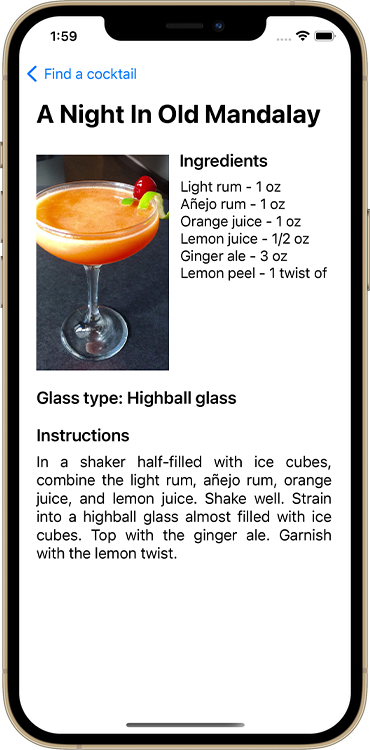 1:59
Find a cocktail
A Night In Old Mandalay
Ingredients
Light rum - 1 oz
Añejo rum - 1 oz
Orange juice - 1 oz
Lemon juice - 1/2 oz
Ginger ale - 3 oz
Lemon peel - 1 twist of
Glass type: Highball glass
Instructions
In a shaker half-filled with ice cubes,
combine the light rum, añejo rum, orange
juice, and lemon juice. Shake well. Strain
into a highball glass almost filled with ice
cubes. Top with the ginger ale. Garnish
with the lemon twist.